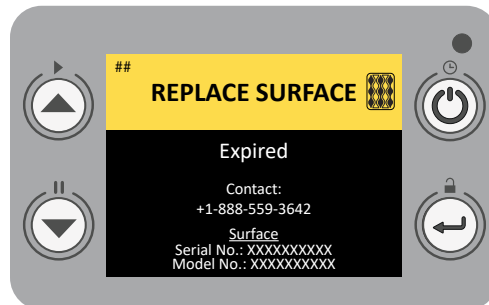 ##
REPLACE SURFACE
Expired
Contact:
+1-888-559-3642
Surface
Serial No.: XXXXXXXXXX
Model No.: XXXXXXXXXX